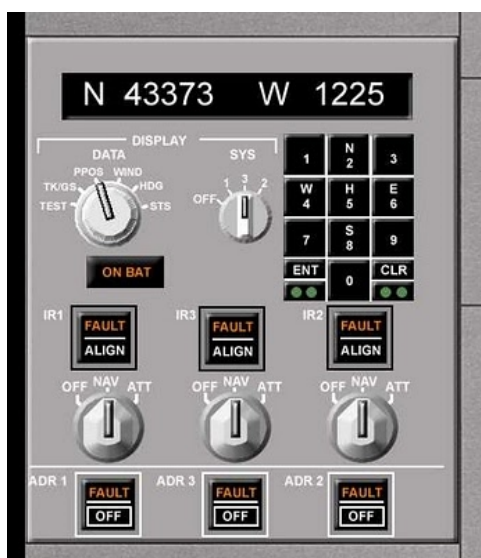 N 43373 W 1225
DISPLAY
DATA
SYS
PPOS WIND
TK/GS HDG
TEST STS
OFF 1 3 2
1 N 2 3
W 4 H 5 E 6
7 S 8 9
ENT 0 CLR
ON BAT
IR1 FAULT ALIGN
IR3 FAULT ALIGN
IR2 FAULT ALIGN
OFF NAV ATT
OFF NAV ATT
OFF NAV ATT
ADR 1 FAULT OFF
ADR 3 FAULT OFF
ADR 2 FAULT OFF